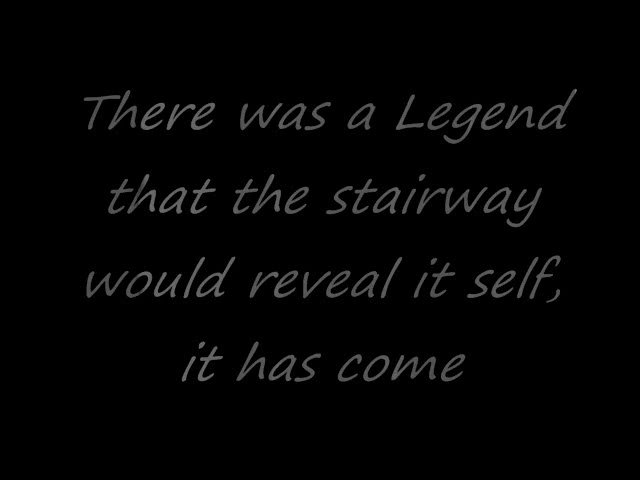 There was a Legend
that the stairway
would reveal it self,
it has come